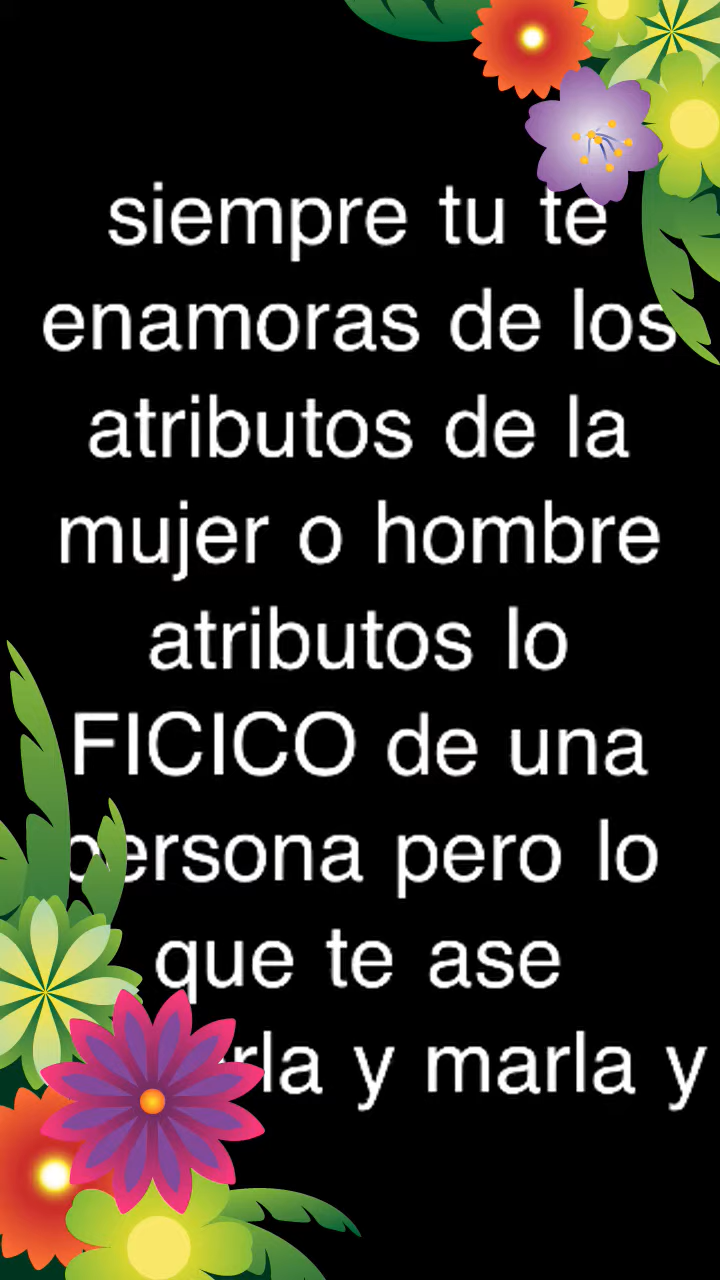 siempre tu te
enamoras de los
atributos de la
mujer o hombre
atributos lo
FICICO de una
persona pero lo
que te ase
y marla y